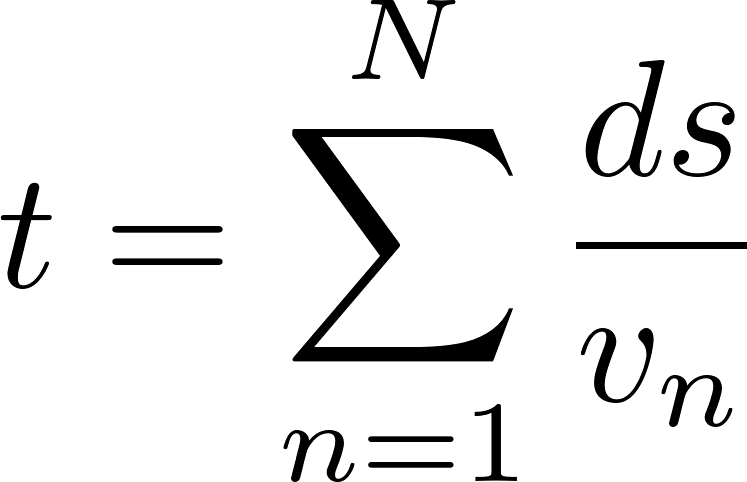 t = \sum_{n=1}^{N} \frac{ds}{v_n}